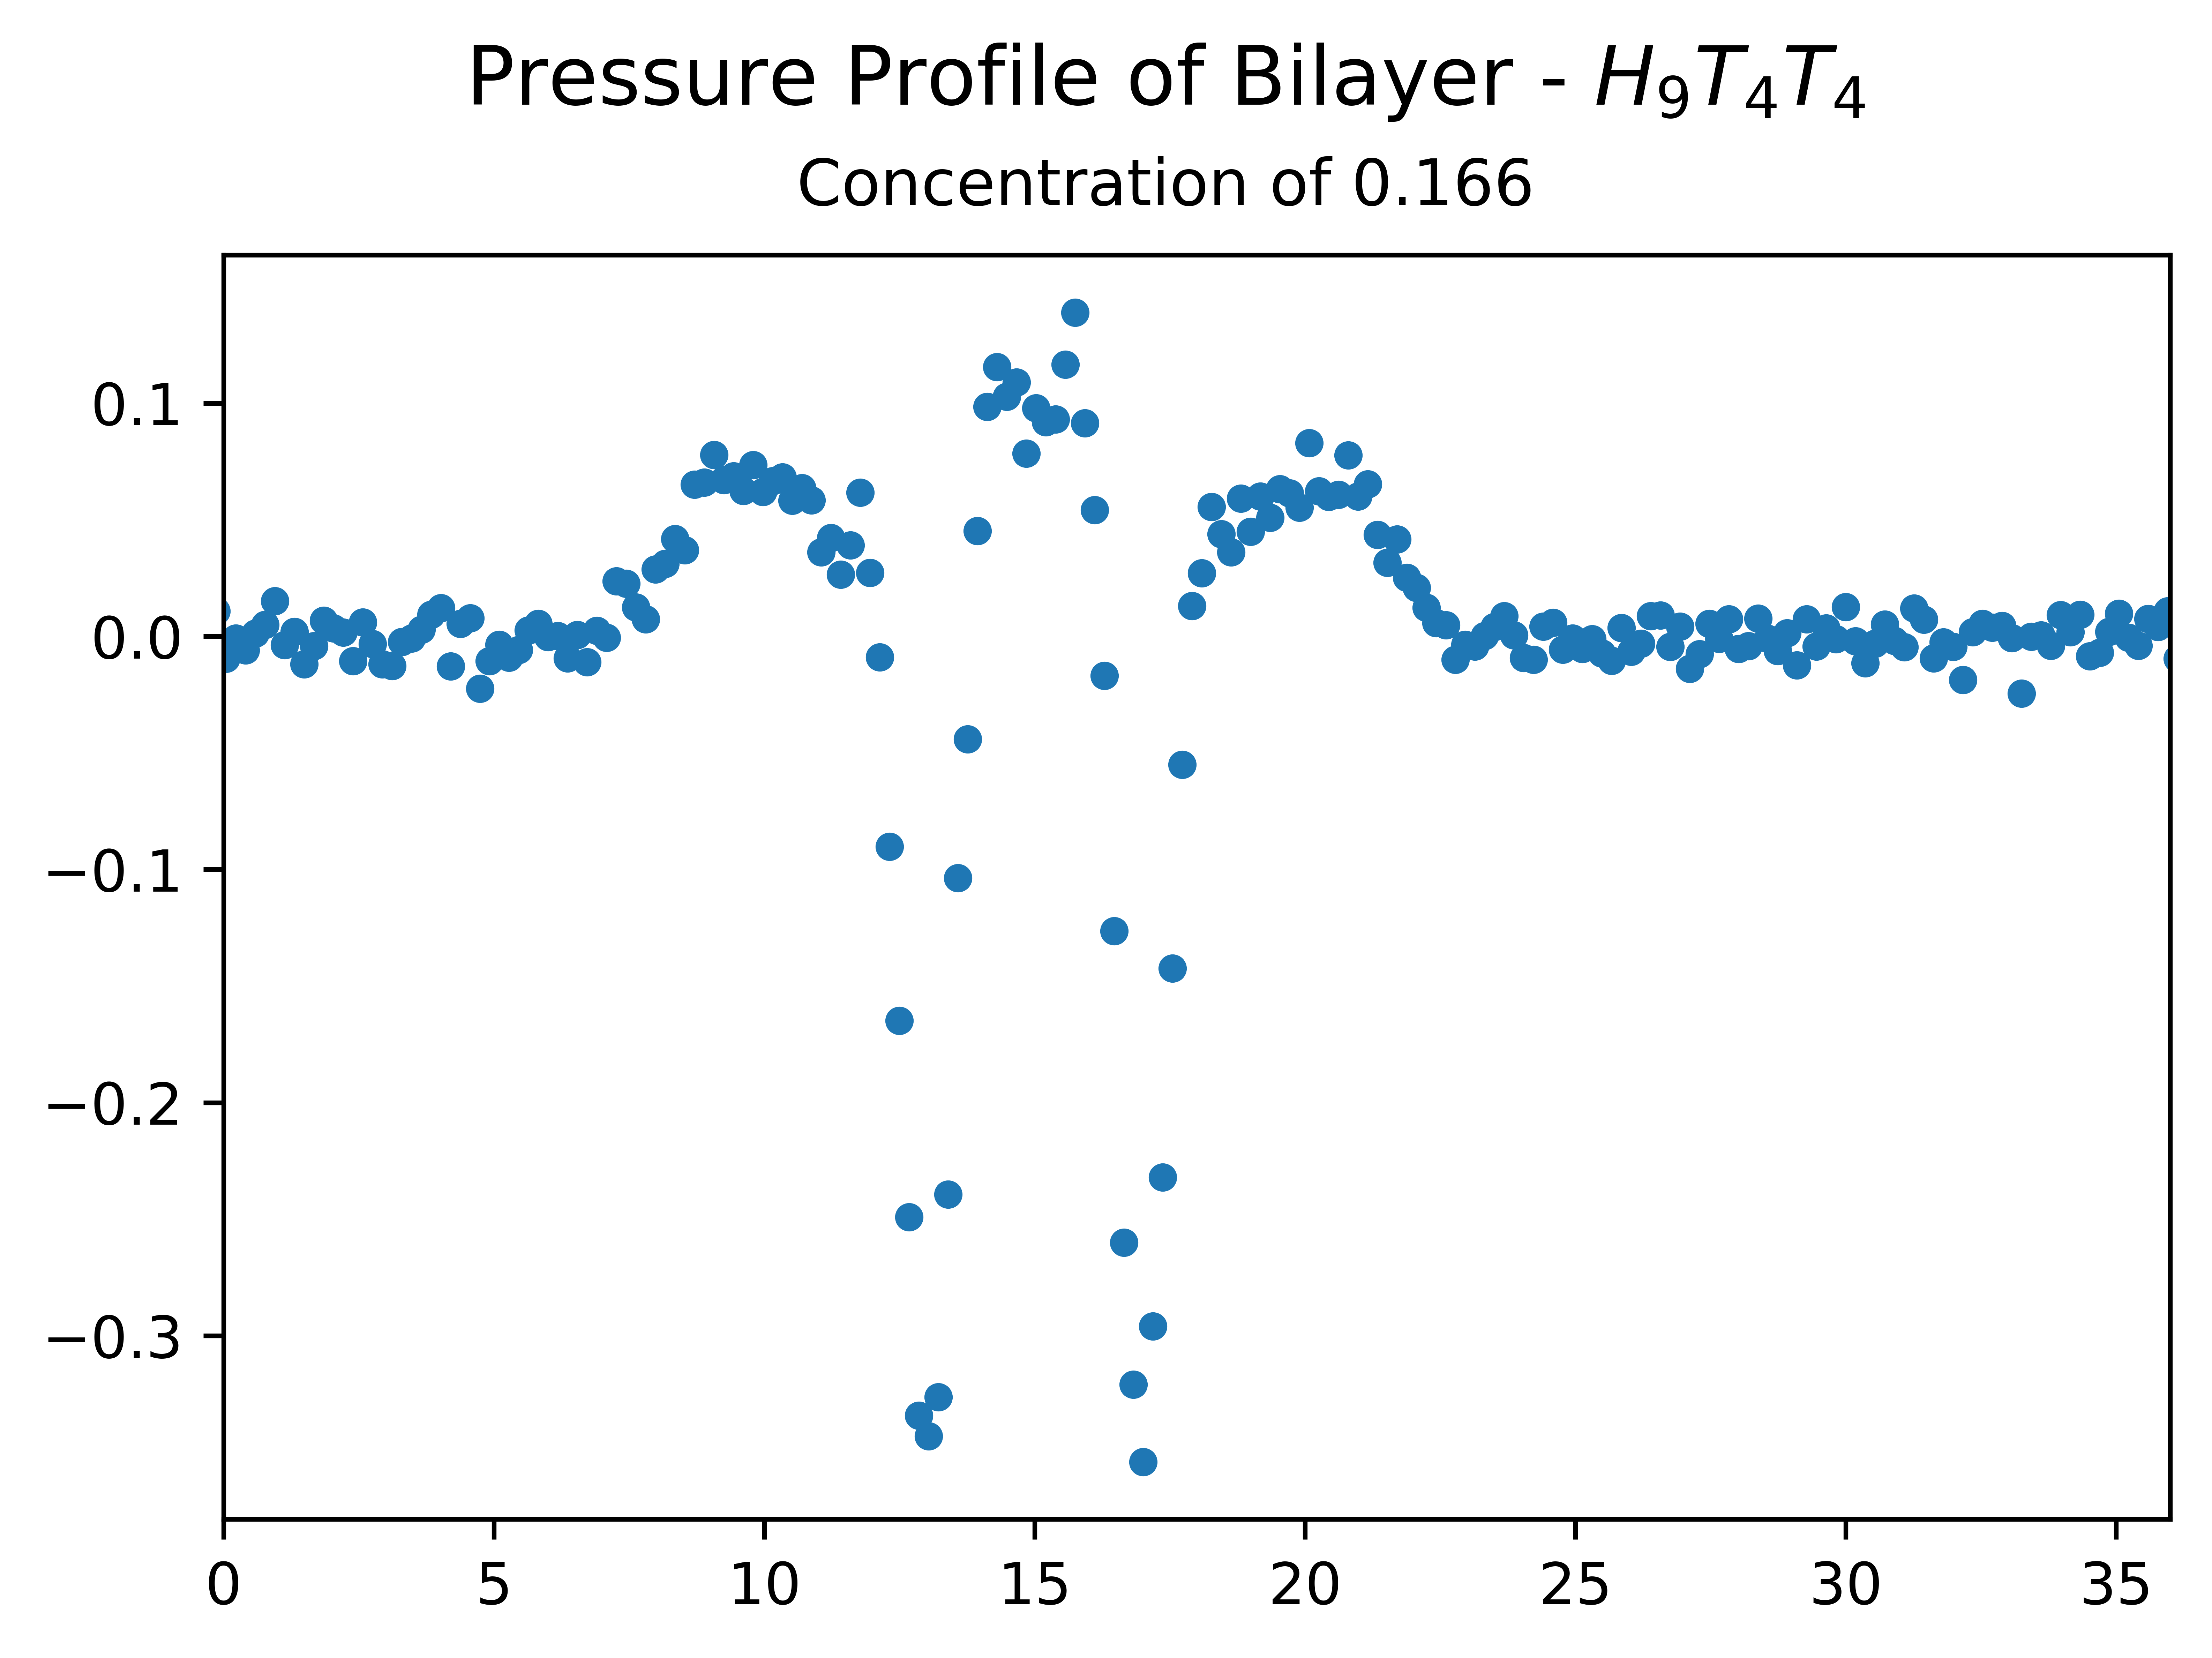 Pressure Profile of Bilayer - H₉T₄T₄
Concentration of 0.166
0.1
0.0
−0.1
−0.2
−0.3
0 5 10 15 20 25 30 35